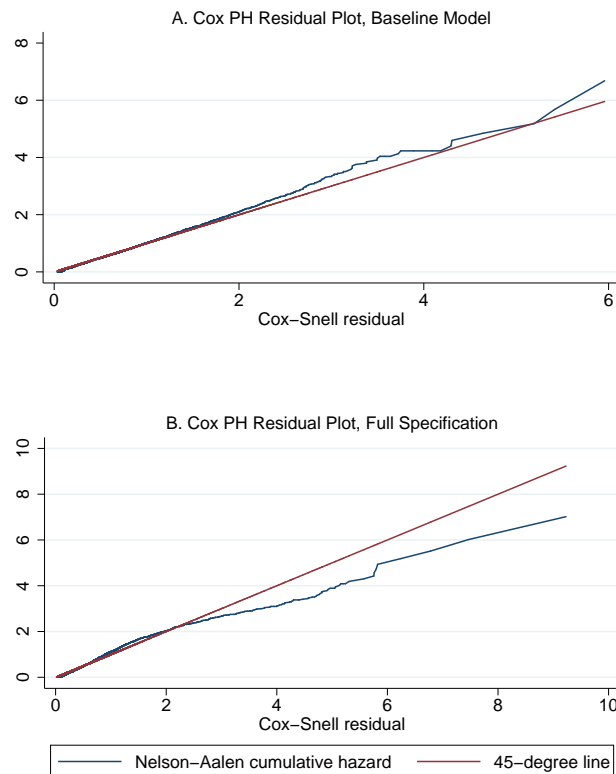 A. Cox PH Residual Plot, Baseline Model
8
6
4
2
0
0 2 4 6
Cox−Snell residual
B. Cox PH Residual Plot, Full Specification
10
8
6
4
2
0
0 2 4 6 8 10
Cox−Snell residual
Nelson−Aalen cumulative hazard 45−degree line